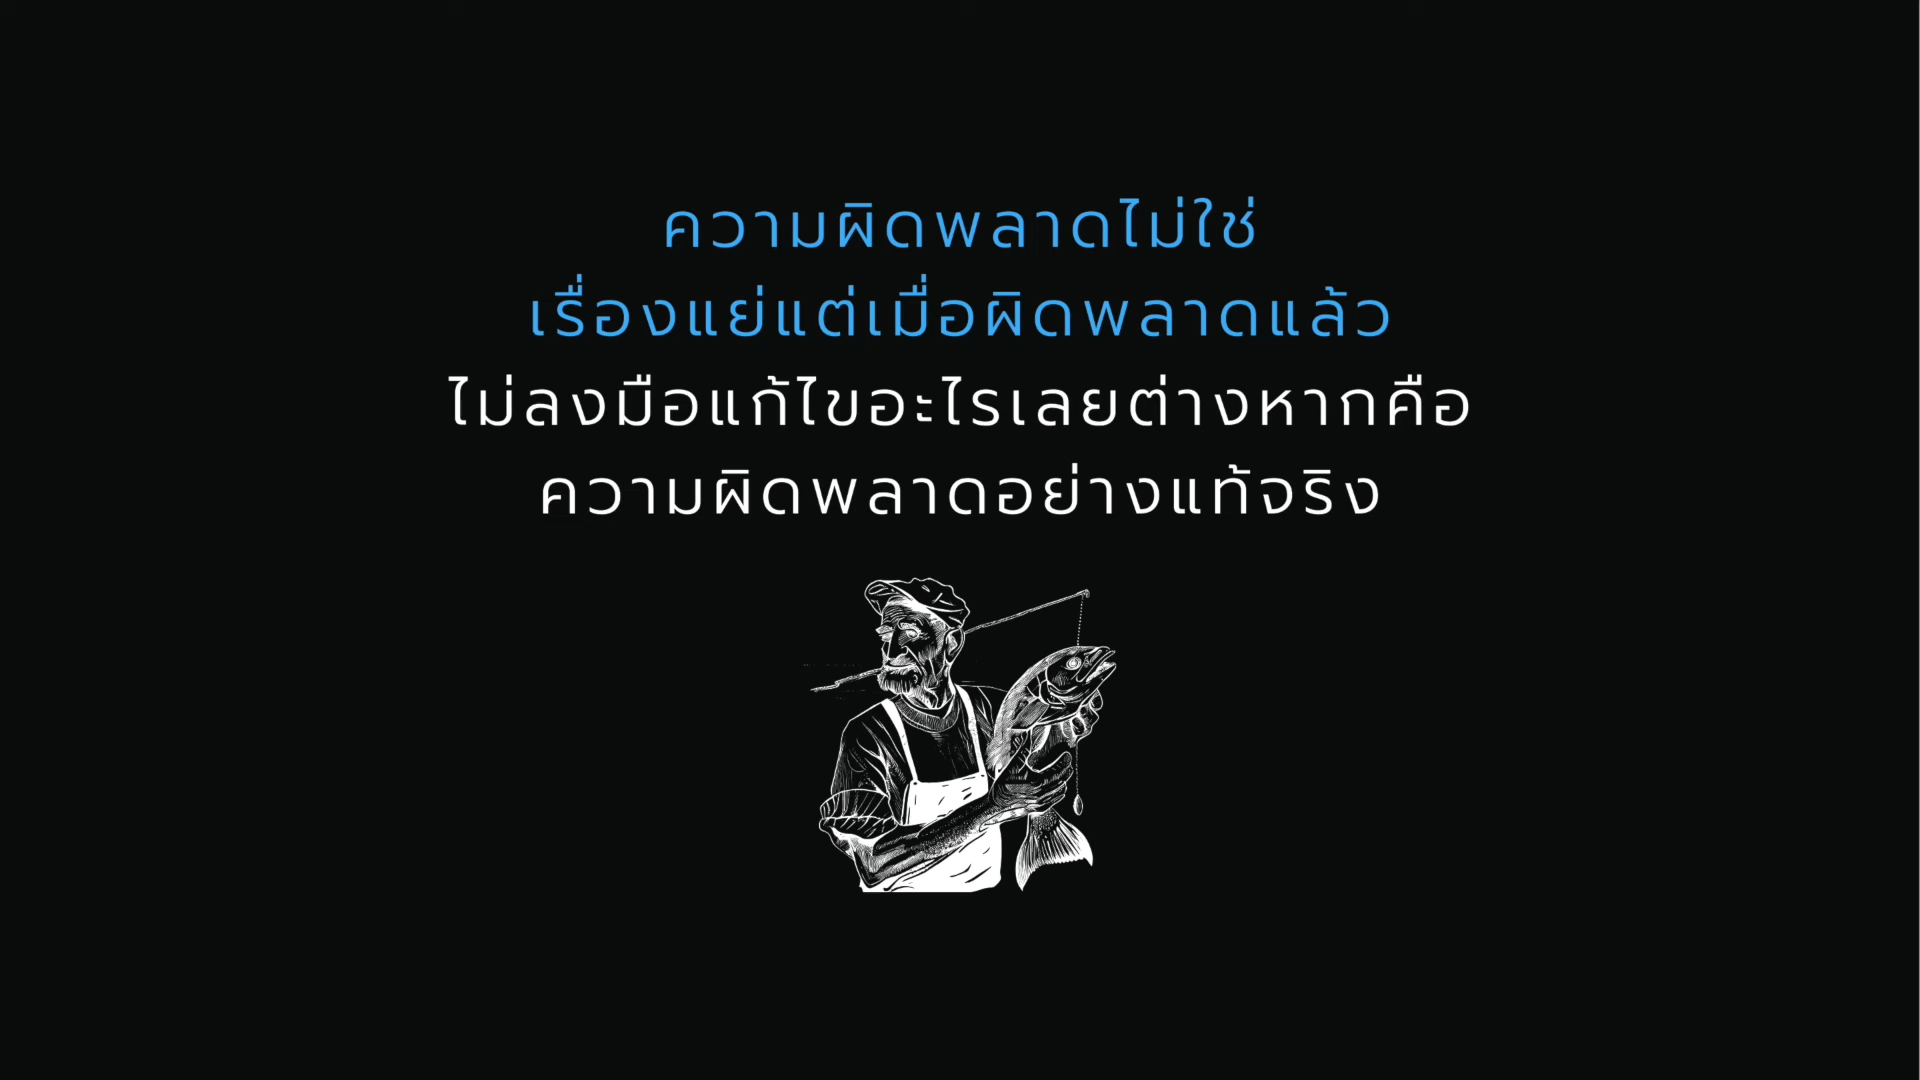 ความผิดพลาดไม่ใช่
เรื่องแย่แต่เมื่อผิดพลาดแล้ว
ไม่ลงมือแก้ไขอะไรเลยต่างหากคือ
ความผิดพลาดอย่างแท้จริง